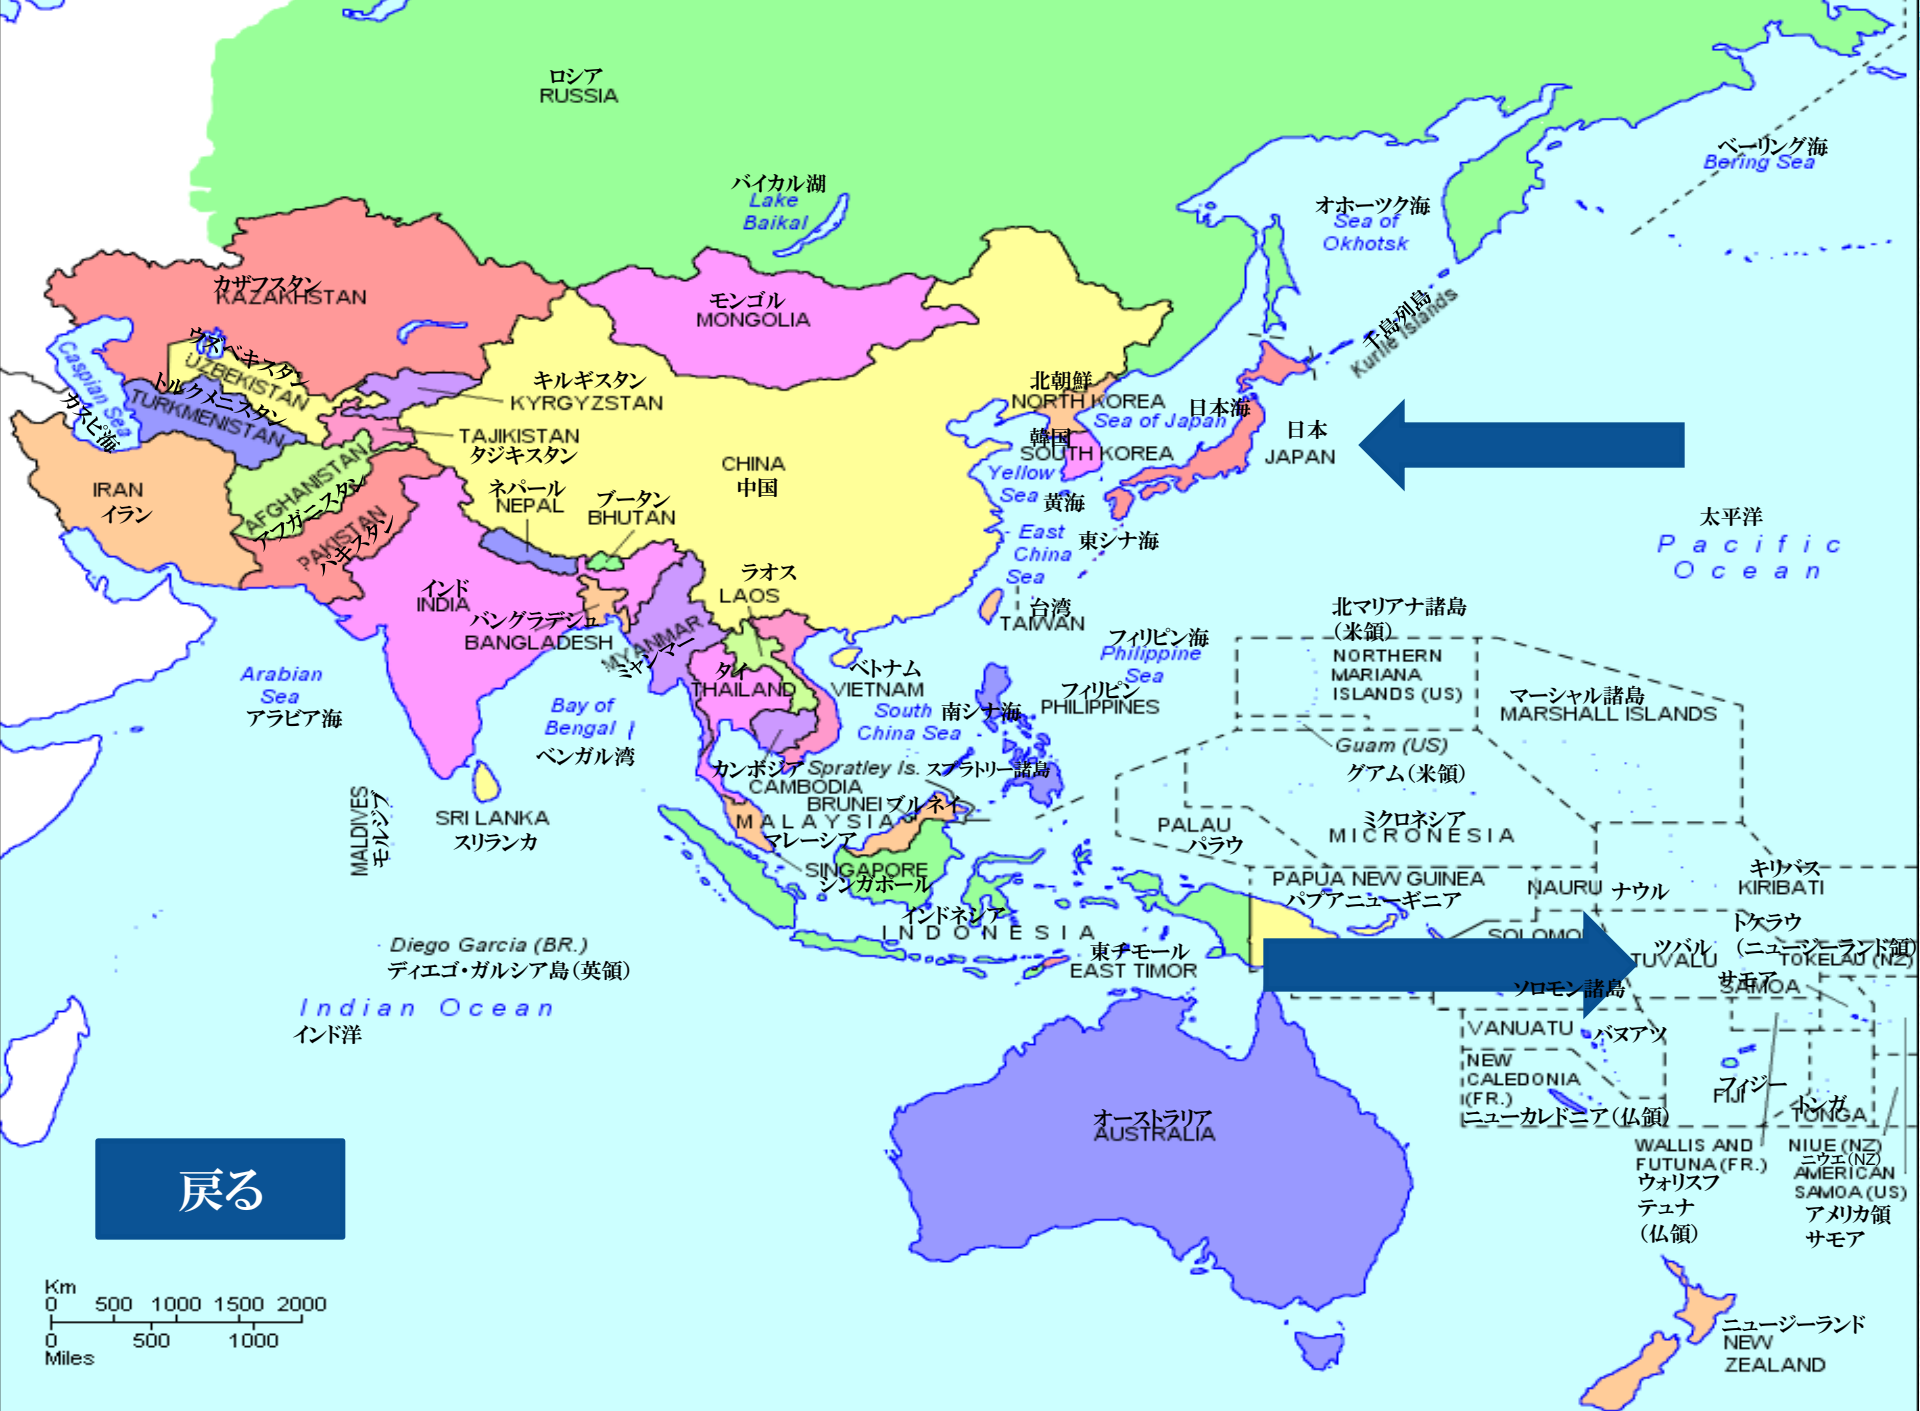 ロシア
RUSSIA
ベーリング海
Bering Sea
バイカル湖
Lake
Baikal
オホーツク海
Sea of
Okhotsk
カザフスタン
KAZAKHSTAN
モンゴル
MONGOLIA
千島列島
Kurile Islands
ウズベキスタン
UZBEKISTAN
Caspian Sea
カスピ海
トルクメニスタン
TURKMENISTAN
キルギスタン
KYRGYZSTAN
TAJIKISTAN
タジキスタン
北朝鮮
NORTH KOREA
日本海
Sea of Japan
日本
JAPAN
韓国
SOUTH KOREA
CHINA
中国
Yellow
Sea
黄海
IRAN
イラン
AFGHANISTAN
アフガニスタン
PAKISTAN
パキスタン
ネパール
NEPAL
ブータン
BHUTAN
East
China
Sea
東シナ海
太平洋
Pacific
Ocean
インド
INDIA
ラオス
LAOS
バングラデシュ
BANGLADESH
MYANMAR
ミャンマー
台湾
TAIWAN
北マリアナ諸島
（米領）
NORTHERN
MARIANA
ISLANDS (US)
フィリピン海
Philippine
Sea
タイ
THAILAND
ベトナム
VIETNAM
フィリピン
PHILIPPINES
マーシャル諸島
MARSHALL ISLANDS
Arabian
Sea
アラビア海
Bay of
Bengal
ベンガル湾
South
China Sea
南シナ海
Guam (US)
グアム（米領）
カンボジア
CAMBODIA
Spratley Is.
スプラトリー諸島
BRUNEI ブルネイ
MALAYSIA
マレーシア
MALDIVES
モルジブ
SRI LANKA
スリランカ
PALAU
パラウ
ミクロネシア
MICRONESIA
SINGAPORE
シンガポール
PAPUA NEW GUINEA
パプアニューギニア
NAURU ナウル
キリバス
KIRIBATI
インドネシア
INDONESIA
トケラウ
（ニュージーランド領）
TOKELAU (NZ)
SOLOMO
ソロモン諸島
ツバル
TUVALU
サモア
SAMOA
東チモール
EAST TIMOR
Diego Garcia (BR.)
ディエゴ・ガルシア島（英領）
Indian Ocean
インド洋
VANUATU
バヌアツ
NEW
CALEDONIA
(FR.)
ニューカレドニア（仏領）
フィジー
FIJI
トンガ
TONGA
オーストラリア
AUSTRALIA
WALLIS AND
FUTUNA (FR.)
ウォリスフ
テュナ
（仏領）
NIUE (NZ)
ニウエ(NZ)
AMERICAN
SAMOA (US)
アメリカ領
サモア
戻る
Km
0 500 1000 1500 2000
0 500 1000
Miles
ニュージーランド
NEW
ZEALAND